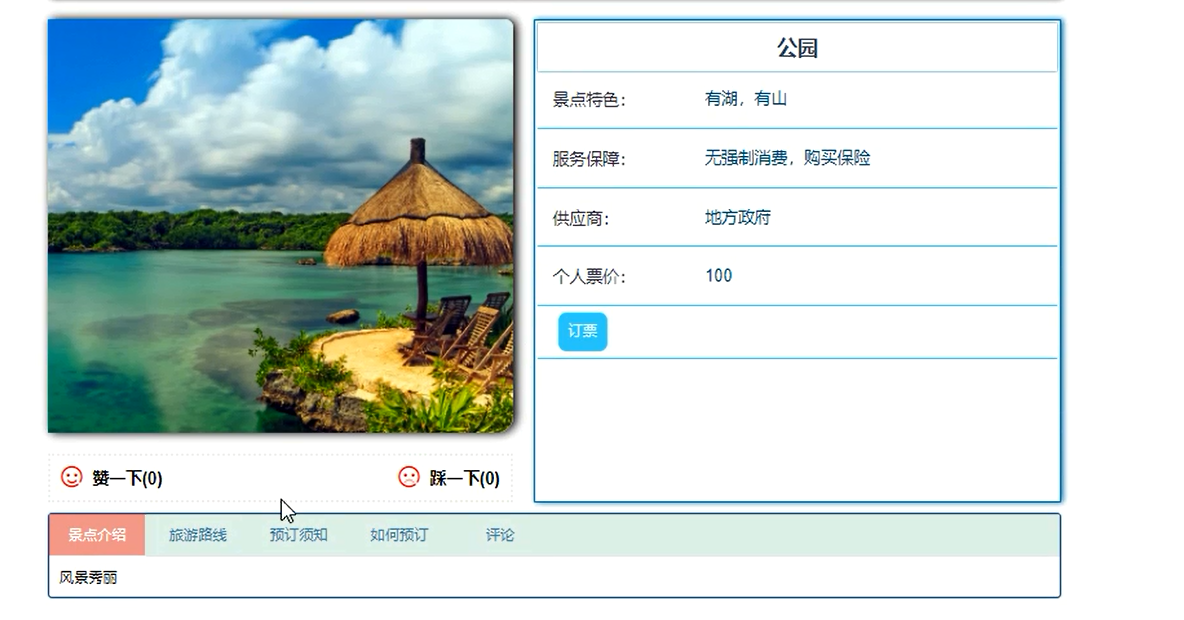 公园
景点特色： 有湖，有山
服务保障： 无强制消费，购买保险
供应商： 地方政府
个人票价： 100
订票
赞一下(0) 踩一下(0)
景点介绍 旅游路线 预订须知 如何预订 评论
风景秀丽